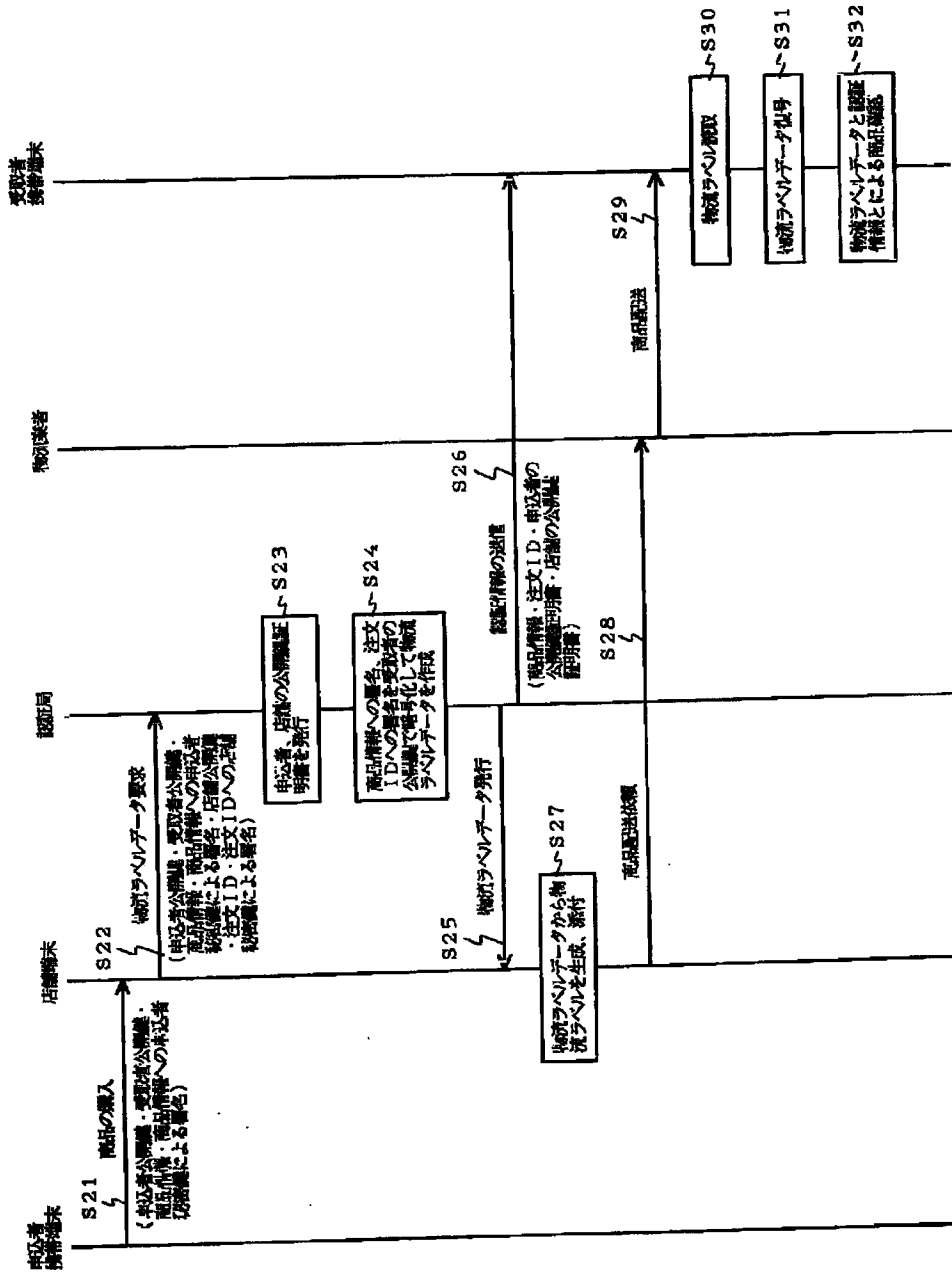 申込者
携帯端末
店舗端末
認証局
物流業者
受取者
携帯端末
S21
商品の購入
(申込者公開鍵・受取者公開鍵・
商品情報・商品情報への申込者
秘密鍵による署名)
S22
物流ラベルデータ要求
(申込者公開鍵・受取者公開鍵・
商品情報・商品情報への申込者
秘密鍵による署名・店舗公開鍵
・注文ID・注文IDへの店舗
秘密鍵による署名)
申込者、店舗の公開鍵証
明書を発行
S23
商品情報への署名、注文
IDへの署名を受取者の
公開鍵で暗号化して物流
ラベルデータを作成
S24
S25
物流ラベルデータ発行
S26
認証情報の送信
(商品情報・注文ID・申込者の
公開鍵証明書・店舗の公開鍵
証明書)
物流ラベルデータから物
流ラベルを生成、添付
S27
S28
商品配送依頼
商品配送
S29
物流ラベル読取
S30
物流ラベルデータ復号
S31
物流ラベルデータと認証
情報とによる商品確認
S32